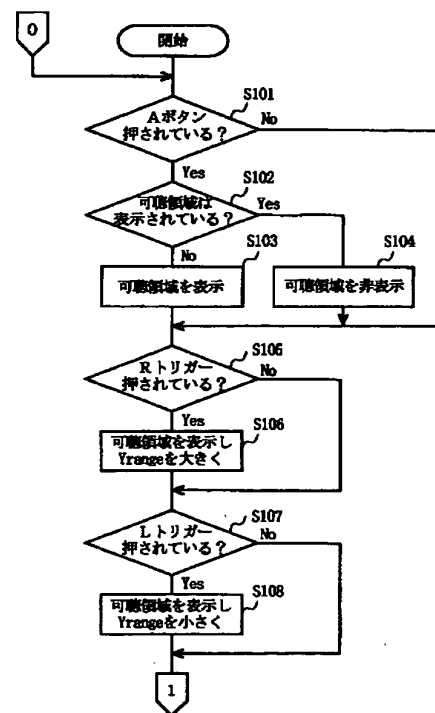 0
開始
S101
Aボタン
押されている？
No
Yes
S102
可聴領域は
表示されている？
Yes
No
S103
可聴領域を表示
S104
可聴領域を非表示
S105
Rトリガー
押されている？
No
Yes
S106
可聴領域を表示し
Yrangeを大きく
S107
Lトリガー
押されている？
No
Yes
S108
可聴領域を表示し
Yrangeを小さく
1